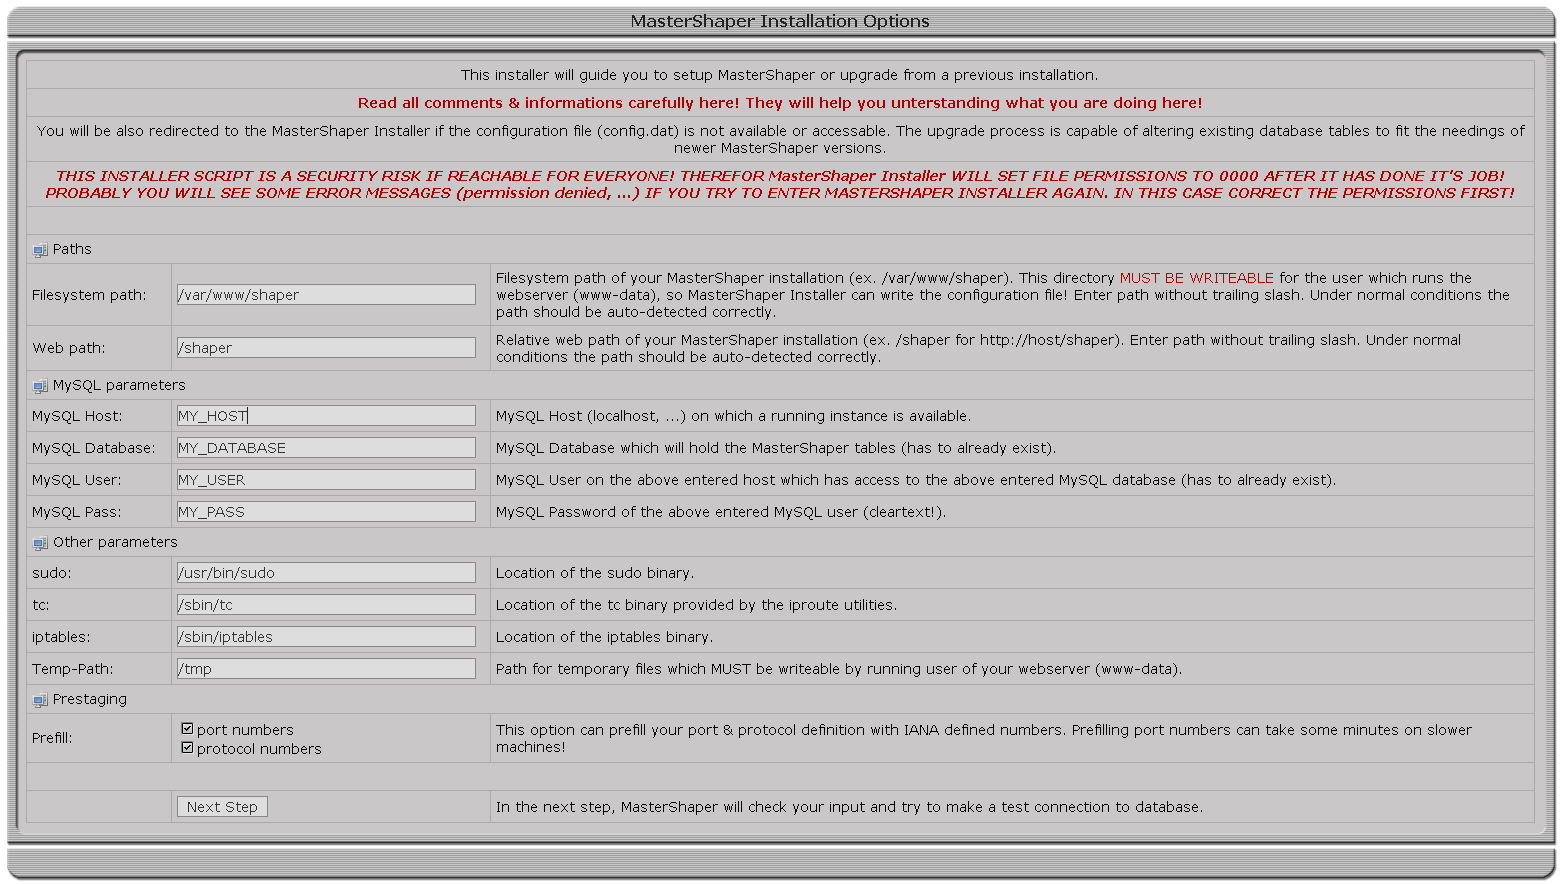 MasterShaper Installation Options
This installer will guide you to setup MasterShaper or upgrade from a previous installation.
Read all comments & informations carefully here! They will help you unterstanding what you are doing here!
You will be also redirected to the MasterShaper Installer if the configuration file (config.dat) is not available or accessable. The upgrade process is capable of altering existing database tables to fit the needings of
newer MasterShaper versions.
THIS INSTALLER SCRIPT IS A SECURITY RISK IF REACHABLE FOR EVERYONE! THEREFOR MasterShaper Installer WILL SET FILE PERMISSIONS TO 0000 AFTER IT HAS DONE IT'S JOB!
PROBABLY YOU WILL SEE SOME ERROR MESSAGES (permission denied, ...) IF YOU TRY TO ENTER MASTERSHAPER INSTALLER AGAIN. IN THIS CASE CORRECT THE PERMISSIONS FIRST!
Paths
Filesystem path:
/var/www/shaper
Filesystem path of your MasterShaper installation (ex. /var/www/shaper). This directory MUST BE WRITEABLE for the user which runs the
webserver (www-data), so MasterShaper Installer can write the configuration file! Enter path without trailing slash. Under normal conditions the
path should be auto-detected correctly.
Web path:
/shaper
Relative web path of your MasterShaper installation (ex. /shaper for http://host/shaper). Enter path without trailing slash. Under normal
conditions the path should be auto-detected correctly.
MySQL parameters
MySQL Host:
MY_HOST
MySQL Host (localhost, ...) on which a running instance is available.
MySQL Database:
MY_DATABASE
MySQL Database which will hold the MasterShaper tables (has to already exist).
MySQL User:
MY_USER
MySQL User on the above entered host which has access to the above entered MySQL database (has to already exist).
MySQL Pass:
MY_PASS
MySQL Password of the above entered MySQL user (cleartext!).
Other parameters
sudo:
/usr/bin/sudo
Location of the sudo binary.
tc:
/sbin/tc
Location of the tc binary provided by the iproute utilities.
iptables:
/sbin/iptables
Location of the iptables binary.
Temp-Path:
/tmp
Path for temporary files which MUST be writeable by running user of your webserver (www-data).
Prestaging
Prefill:
port numbers
protocol numbers
This option can prefill your port & protocol definition with IANA defined numbers. Prefilling port numbers can take some minutes on slower
machines!
Next Step
In the next step, MasterShaper will check your input and try to make a test connection to database.